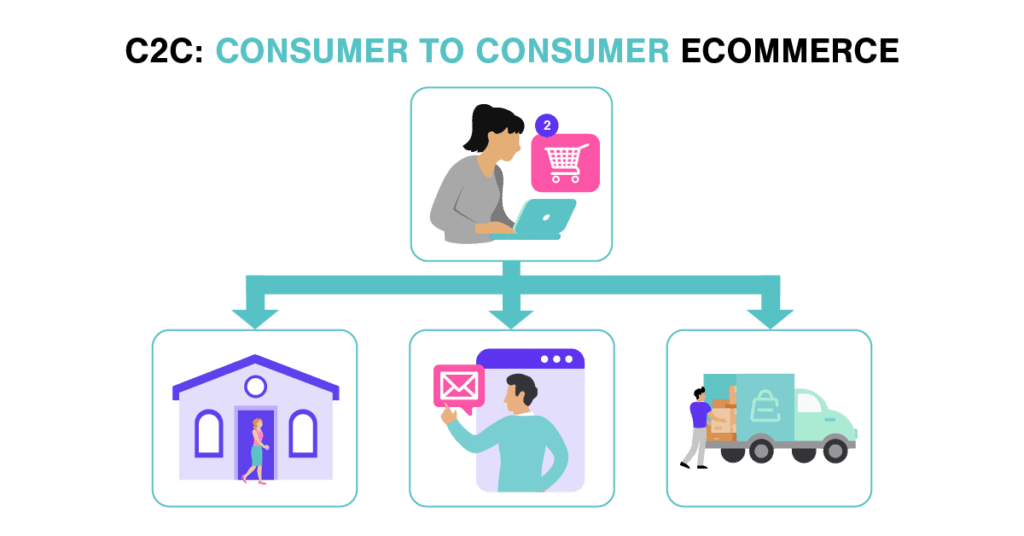 C2C: CONSUMER TO CONSUMER ECOMMERCE
2